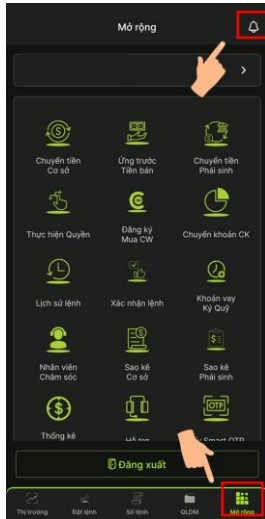 Mở rộng
Chuyển tiền
Cơ sở
Ứng trước
Tiền bán
Chuyển tiền
Phái sinh
Thực hiện Quyền
Đăng ký
Mua CW
Chuyển khoản CK
Lịch sử lệnh
Xác nhận lệnh
Khoản vay
Ký Quỹ
Nhân viên
Chăm sóc
Sao kê
Cơ sở
Sao kê
Phái sinh
Thống kê
Hỗ trợ
OTP
Smart OTP
Đăng xuất
Thị trường
Đặt lệnh
Sổ lệnh
QLDM
Mở rộng